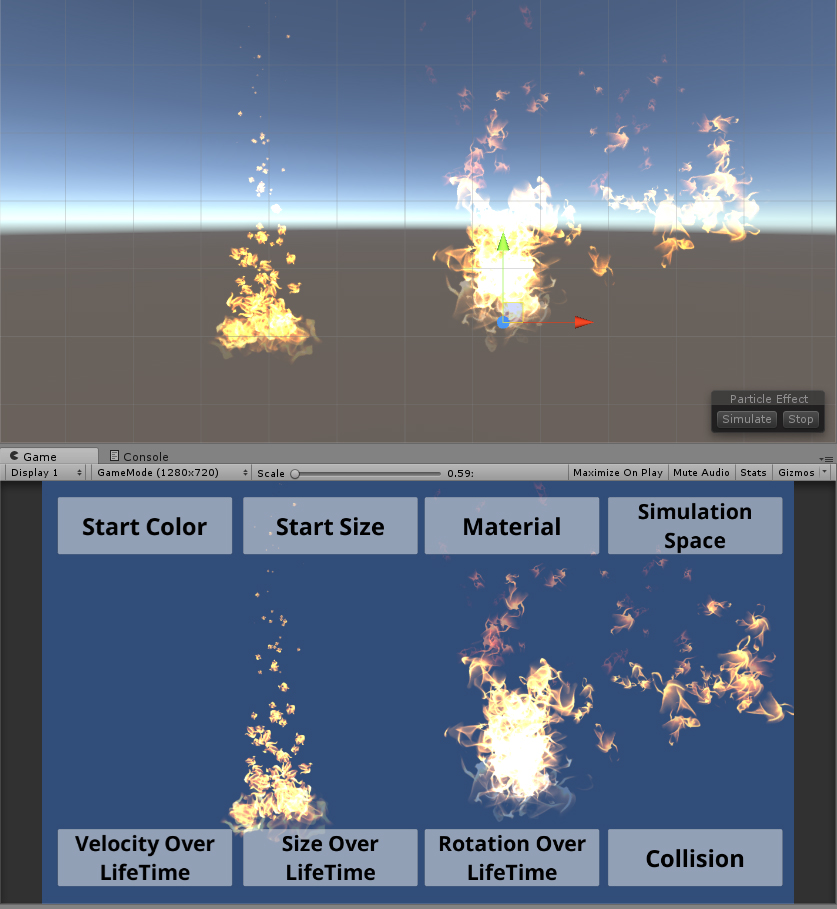 Particle Effect
Simulate Stop
Game Console
Display 1 GameMode (1280x720) Scale 0.59: Maximize On Play Mute Audio Stats Gizmos
Start Color Start Size Material Simulation
Space
Velocity Over Size Over Rotation Over Collision
LifeTime LifeTime LifeTime